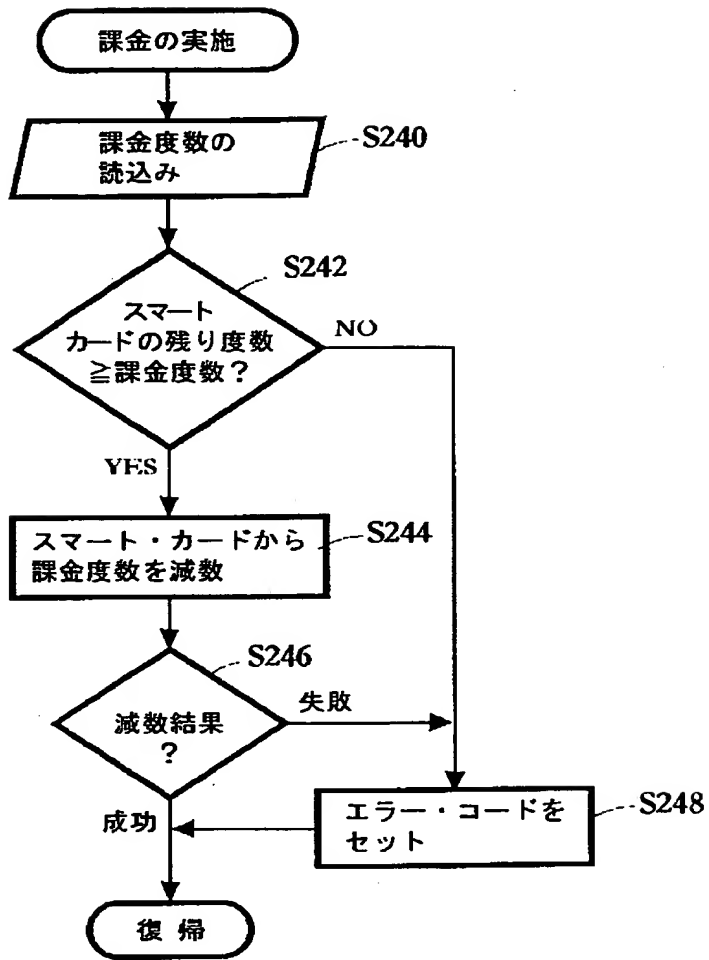 課金の実施
課金度数の
読込み
S240
S242
スマート
カードの残り度数
≧課金度数?
NO
YES
スマート・カードから
課金度数を減数
S244
S246
減数結果
?
失敗
成功
エラー・コードを
セット
S248
復帰